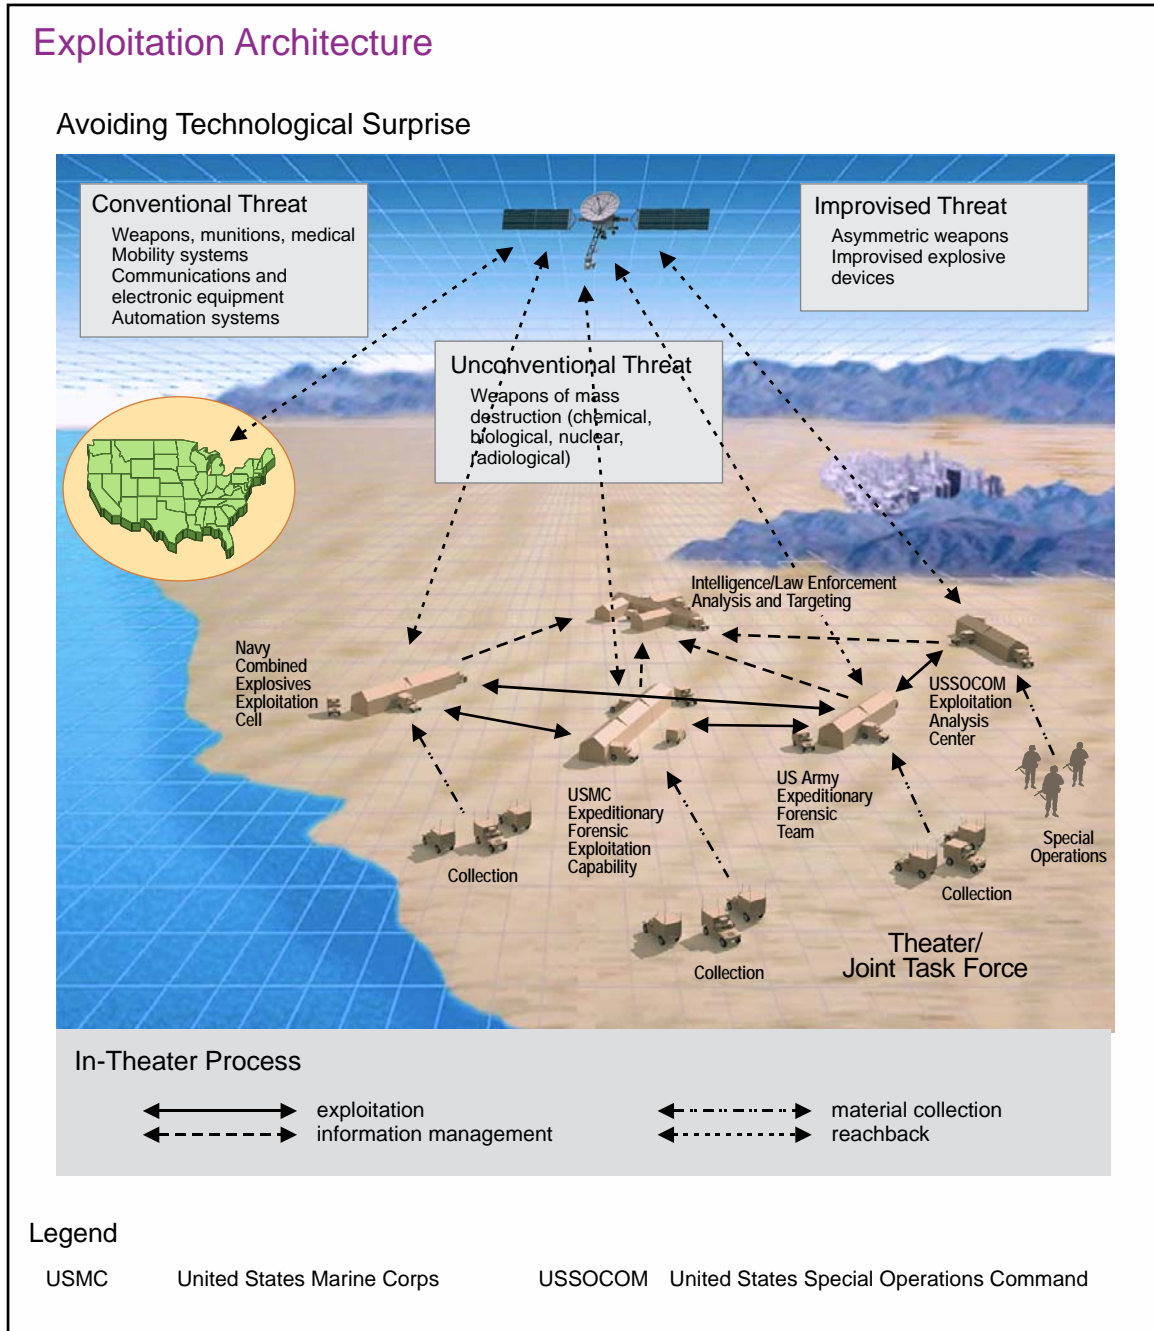 Exploitation Architecture
Avoiding Technological Surprise
Conventional Threat
Weapons, munitions, medical
Mobility systems
Communications and
electronic equipment
Automation systems
Improvised Threat
Asymmetric weapons
Improvised explosive
devices
Unconventional Threat
Weapons of mass
destruction (chemical,
biological, nuclear,
radiological)
Intelligence/Law Enforcement
Analysis and Targeting
Navy
Combined
Explosives
Exploitation
Cell
USSOCOM
Exploitation
Analysis
Center
USMC
Expeditionary
Forensic
Exploitation
Capability
US Army
Expeditionary
Forensic
Team
Special
Operations
Collection
Collection
Collection
Theater/
Joint Task Force
In-Theater Process
exploitation
information management
material collection
reachback
Legend
USMC United States Marine Corps
USSOCOM United States Special Operations Command